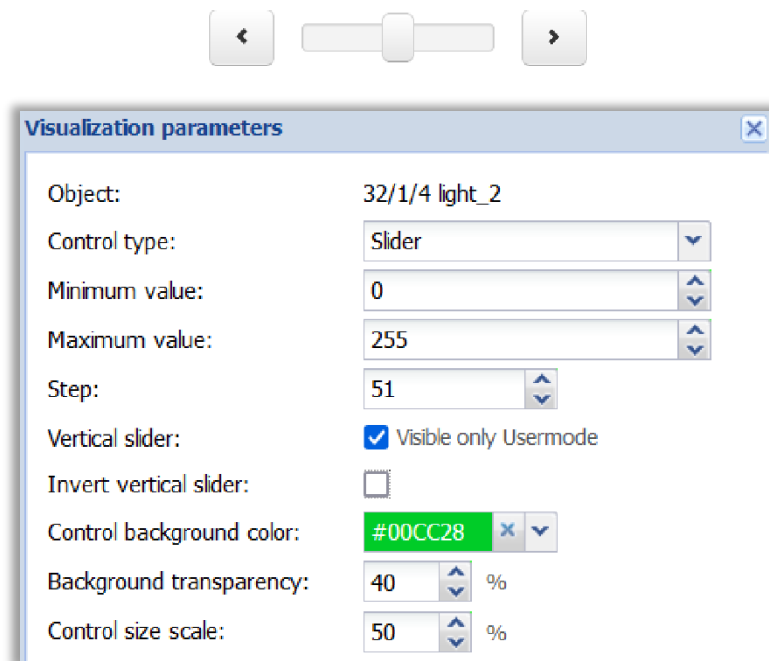 Visualization parameters
Object: 32/1/4 light_2
Control type: Slider
Minimum value: 0
Maximum value: 255
Step: 51
Vertical slider: Visible only Usermode
Invert vertical slider:
Control background color: #00CC28
Background transparency: 40 %
Control size scale: 50 %